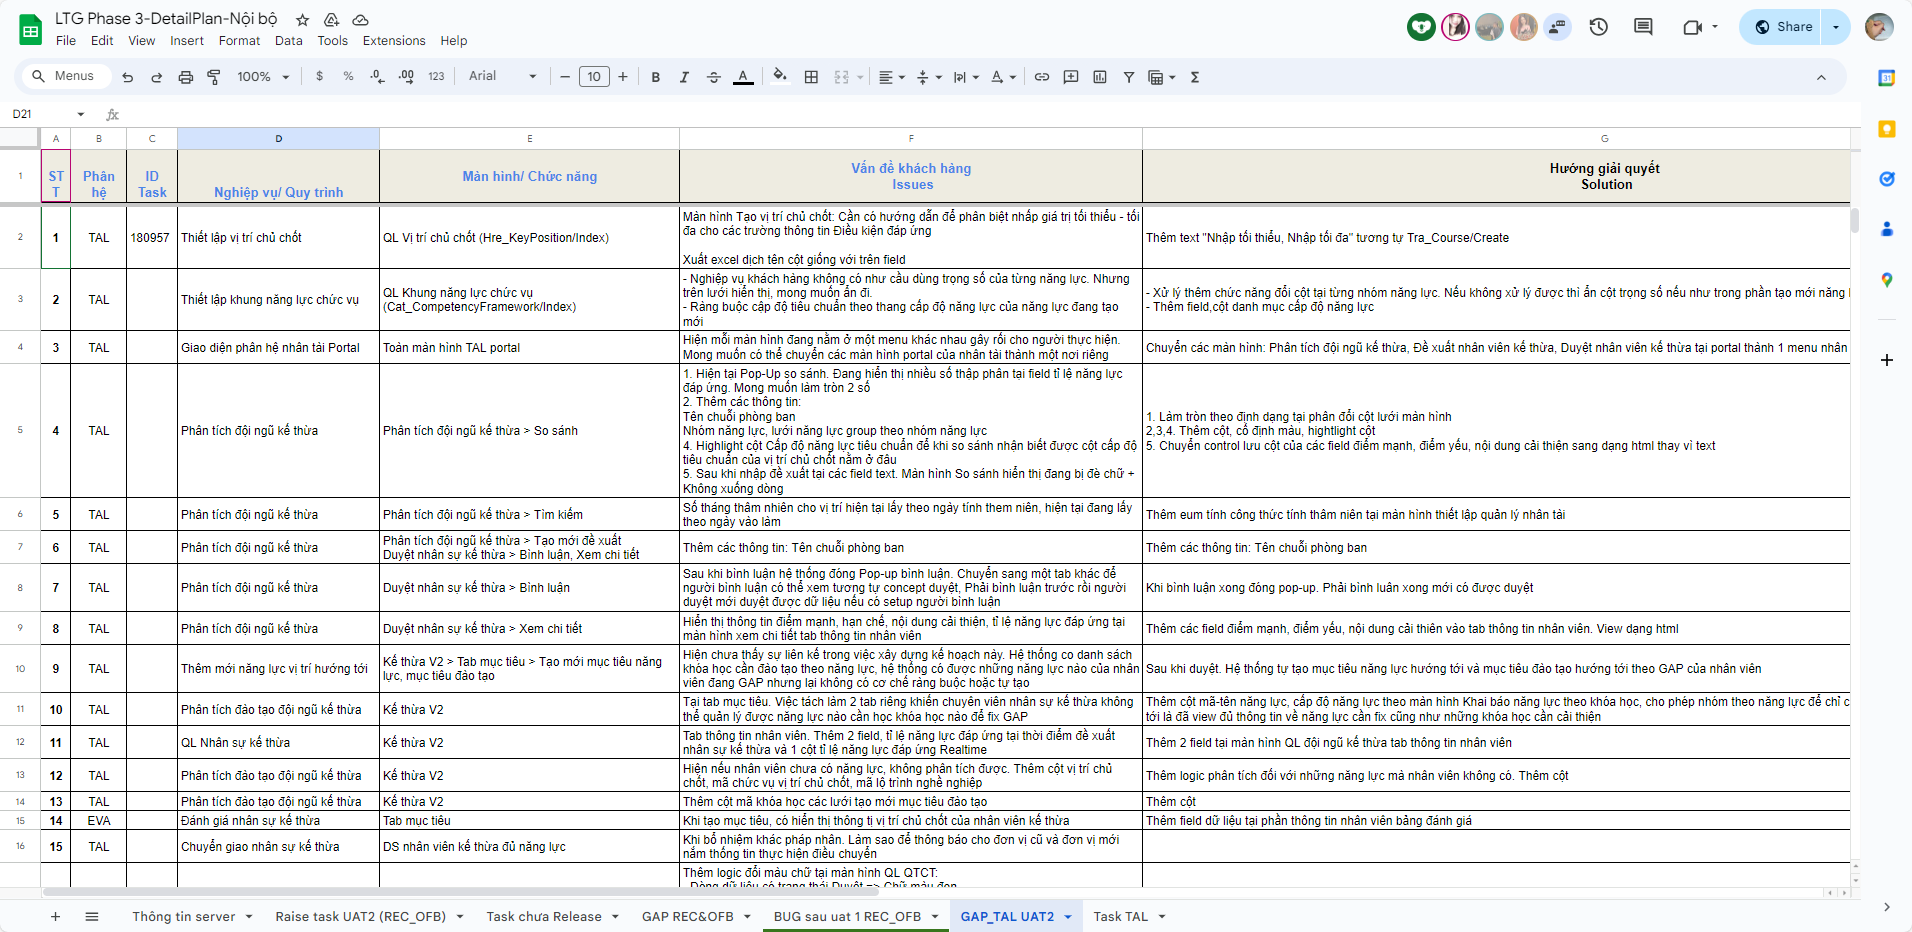 LTG Phase 3-DetailPlan-Nội bộ
File Edit View Insert Format Data Tools Extensions Help
Share
Menus 100% $ % .0 .00 123 Arial 10 B I A
D21 fx
A B C D E F G
1 STT Phân hệ ID Task Nghiệp vụ/ Quy trình Màn hình/ Chức năng Vấn đề khách hàng Issues Hướng giải quyết Solution
2 1 TAL 180957 Thiết lập vị trí chủ chốt QL Vị trí chủ chốt (Hre_KeyPosition/Index)
Màn hình Tạo vị trí chủ chốt: Cần có hướng dẫn để phân biệt nhấp giá trị tối thiểu - tối
đa cho các trường thông tin Điều kiện đáp ứng
Xuất excel dịch tên cột giống với trên field
Thêm text "Nhập tối thiểu, Nhập tối đa" tương tự Tra_Course/Create
3 2 TAL Thiết lập khung năng lực chức vụ
QL Khung năng lực chức vụ
(Cat_CompetencyFramework/Index)
- Nghiệp vụ khách hàng không có như cầu dùng trọng số của từng năng lực. Nhưng
trên lưới hiển thị, mong muốn ẩn đi.
- Ràng buộc cấp độ tiêu chuẩn theo thang cấp độ năng lực của năng lực đang tạo
mới
- Xử lý thêm chức năng đổi cột tại từng nhóm năng lực. Nếu không xử lý được thì ẩn cột trọng số nếu như trong phần tạo mới năng l
- Thêm field,cột danh mục cấp độ năng lực
4 3 TAL Giao diện phân hệ nhân tài Portal Toàn màn hình TAL portal
Hiện mỗi màn hình đang nằm ở một menu khác nhau gây rối cho người thực hiện.
Mong muốn có thể chuyển các màn hình portal của nhân tài thành một nơi riêng
Chuyển các màn hình: Phân tích đội ngũ kế thừa, Đề xuất nhân viên kế thừa, Duyệt nhân viên kế thừa tại portal thành 1 menu nhân
5 4 TAL Phân tích đội ngũ kế thừa Phân tích đội ngũ kế thừa > So sánh
1. Hiện tại Pop-Up so sánh. Đang hiển thị nhiều số thập phân tại field tỉ lệ năng lực
đáp ứng. Mong muốn làm tròn 2 số
2. Thêm các thông tin:
Tên chuỗi phòng ban
Nhóm năng lực, lưới năng lực group theo nhóm năng lực
4. Highlight cột Cấp độ năng lực tiêu chuẩn để khi so sánh nhận biết được cột cấp độ
tiêu chuẩn của vị trí chủ chốt nằm ở đâu
5. Sau khi nhập đề xuất tại các field text. Màn hình So sánh hiển thị đang bị đè chữ +
Không xuống dòng
1. Làm tròn theo định dạng tại phân đổi cột lưới màn hình
2,3,4. Thêm cột, cố định màu, hightlight cột
5. Chuyển control lưu cột của các field điểm mạnh, điểm yếu, nội dung cải thiện sang dạng html thay vì text
6 5 TAL Phân tích đội ngũ kế thừa Phân tích đội ngũ kế thừa > Tìm kiếm
Số tháng thâm nhiên cho vị trí hiện tại lấy theo ngày tính them niên, hiện tại đang lấy
theo ngày vào làm
Thêm eum tính công thức tính thâm niên tại màn hình thiết lập quản lý nhân tài
7 6 TAL Phân tích đội ngũ kế thừa
Phân tích đội ngũ kế thừa > Tạo mới đề xuất
Duyệt nhân sự kế thừa > Bình luận, Xem chi tiết
Thêm các thông tin: Tên chuỗi phòng ban
Thêm các thông tin: Tên chuỗi phòng ban
8 7 TAL Phân tích đội ngũ kế thừa Duyệt nhân sự kế thừa > Bình luận
Sau khi bình luận hệ thống đóng Pop-up bình luận. Chuyển sang một tab khác để
người bình luận có thể xem tương tự concept duyệt, Phải bình luận trước rồi người
duyệt mới duyệt được dữ liệu nếu có setup người bình luận
Khi bình luận xong đóng pop-up. Phải bình luân xong mới có được duyệt
9 8 TAL Phân tích đội ngũ kế thừa Duyệt nhân sự kế thừa > Xem chi tiết
Hiển thị thông tin điểm mạnh, hạn chế, nội dung cải thiện, tỉ lệ năng lực đáp ứng tại
màn hình xem chi tiết tab thông tin nhân viên
Thêm các field điểm mạnh, điểm yếu, nội dung cải thiên vào tab thông tin nhân viên. View dạng html
10 9 TAL Thêm mới năng lực vị trí hướng tới
Kế thừa V2 > Tab mục tiêu > Tạo mới mục tiêu năng
lực, mục tiêu đào tạo
Hiện chưa thấy sự liên kế trong việc xây dựng kế hoạch này. Hệ thống co danh sách
khóa học cần đào tạo theo năng lực, hệ thống có được những năng lực nào của nhân
viên đang GAP nhưng lại không có cơ chế ràng buộc hoặc tự tạo
Sau khi duyệt. Hệ thống tự tạo mục tiêu năng lực hướng tới và mục tiêu đào tạo hướng tới theo GAP của nhân viên
11 10 TAL Phân tích đào tạo đội ngũ kế thừa Kế thừa V2
Tại tab mục tiêu. Việc tách làm 2 tab riêng khiến chuyên viên nhân sự kế thừa không
thể quản lý được năng lực nào cần học khóa học nào để fix GAP
Thêm cột mã-tên năng lực, cấp độ năng lực theo màn hình Khai báo năng lực theo khóa học, cho phép nhóm theo năng lực để chỉ c
tới là đã view đủ thông tin về năng lực cần fix cũng như những khóa học cần cải thiện
12 11 TAL QL Nhân sự kế thừa Kế thừa V2
Tab thông tin nhân viên. Thêm 2 field, tỉ lệ năng lực đáp ứng tại thời điểm đề xuất
nhân sự kế thừa và 1 cột tỉ lệ năng lực đáp ứng Realtime
Thêm 2 field tại màn hình QL đội ngũ kế thừa tab thông tin nhân viên
13 12 TAL Phân tích đào tạo đội ngũ kế thừa Kế thừa V2
Hiện nếu nhân viên chưa có năng lực, không phân tích được. Thêm cột vị trí chủ
chốt, mã chức vụ vị trí chủ chốt, mã lộ trình nghề nghiệp
Thêm logic phân tích đối với những năng lực mà nhân viên không có. Thêm cột
14 13 TAL Phân tích đào tạo đội ngũ kế thừa Kế thừa V2 Thêm cột mã khóa học các lưới tạo mới mục tiêu đào tạo Thêm cột
15 14 EVA Đánh giá nhân sự kế thừa Tab mục tiêu Khi tạo mục tiêu, có hiển thị thông tị vị trí chủ chốt của nhân viên kế thừa Thêm field dữ liệu tại phần thông tin nhân viên bảng đánh giá
16 15 TAL Chuyển giao nhân sự kế thừa DS nhân viên kế thừa đủ năng lực
Khi bổ nhiệm khác pháp nhân. Làm sao để thông báo cho đơn vị cũ và đơn vị mới
nắm thống tin thực hiện điều chuyển
Thêm logic đổi màu chữ tại màn hình QL QTCT:
- Dòng dữ liệu có trạng thái Duyệt => Chữ màu đen
Thông tin server Raise task UAT2 (REC_OFB) Task chưa Release GAP REC&OFB BUG sau uat 1 REC_OFB GAP_TAL UAT2 Task TAL